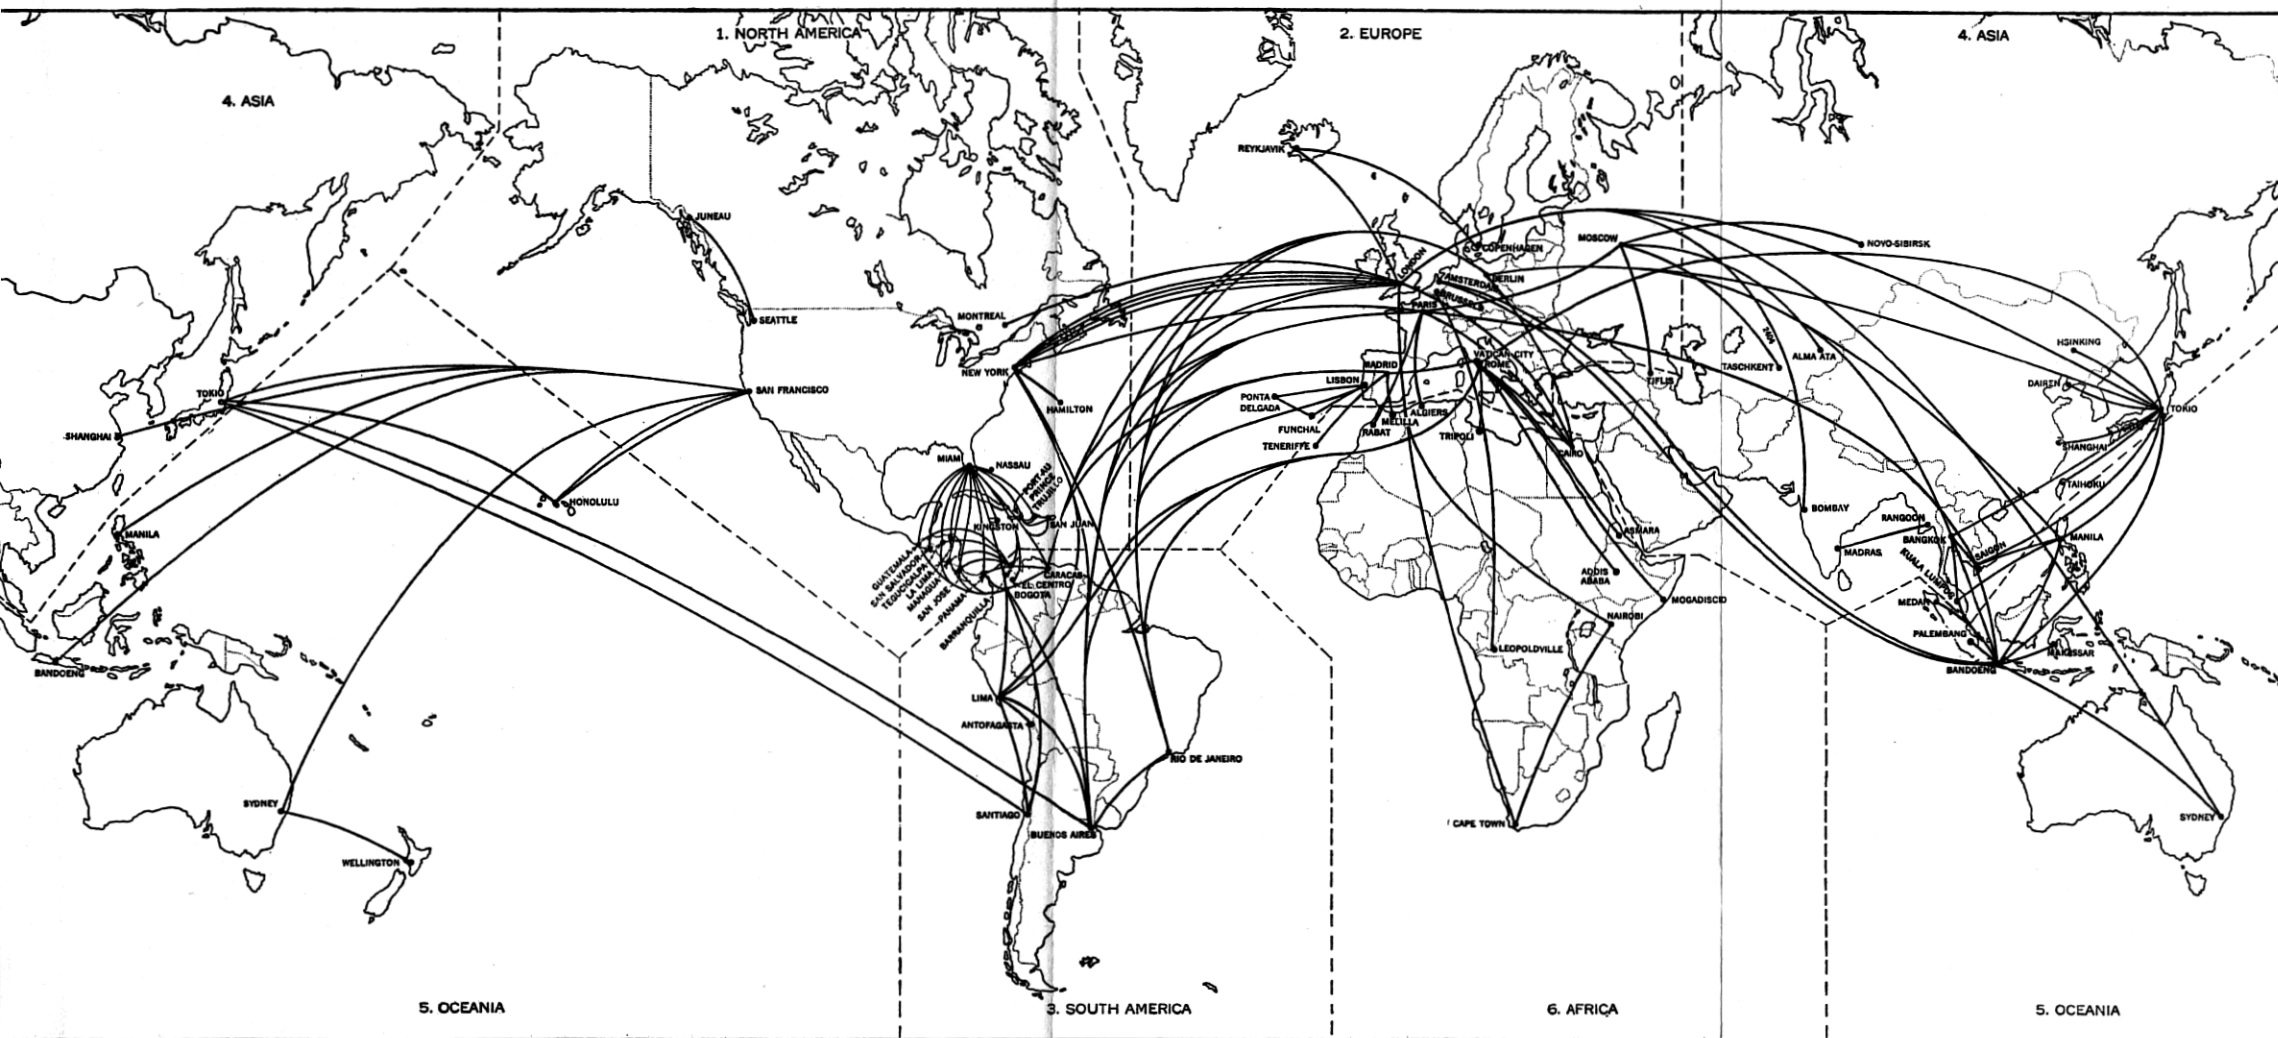 1. NORTH AMERICA
2. EUROPE
4. ASIA
4. ASIA
REYKJAVIK
JUNEAU
COPENHAGEN
MOSCOW
NOVO-SIBIRSK
LONDON
AMSTERDAM
BERLIN
BRUSSELS
PARIS
MONTREAL
SEATTLE
HSINKING
VATICAN CITY
ROME
ALMA ATA
TASCHKENT
MADRID
NEW YORK
TIFLIS
DAIREN
SAN FRANCISCO
LISBON
TOKIO
PONTA
DELGADA
HAMILTON
ALGIERS
TOKIO
MELILLA
FUNCHAL
RABAT
TRIPOLI
SHANGHAI
TENERIFFE
SHANGHAI
CAIRO
MIAMI
NASSAU
PORT-AU
PRINCE
TRUJILLO
TAIHOKU
HONOLULU
BOMBAY
KINGSTON
SAN JUAN
RANGOON
ASMARA
MANILA
BANGKOK
SAIGON
MANILA
MADRAS
GUATEMALA
SAN SALVADOR
TEGUCIGALPA
LA LIMA
MANAGUA
SAN JOSE
PANAMA
BARRANQUILLA
CARACAS
EL CENTRO
BOGOTA
ADDIS
ABABA
KUALA LUMPOR
MOGADISCIO
MEDAN
NAIROBI
PALEMBANG
LEOPOLDVILLE
MAKASSAR
BANDOENG
BANDOENG
LIMA
ANTOFAGASTA
RIO DE JANEIRO
SYDNEY
SANTIAGO
SYDNEY
CAPE TOWN
BUENOS AIRES
WELLINGTON
5. OCEANIA
3. SOUTH AMERICA
6. AFRICA
5. OCEANIA